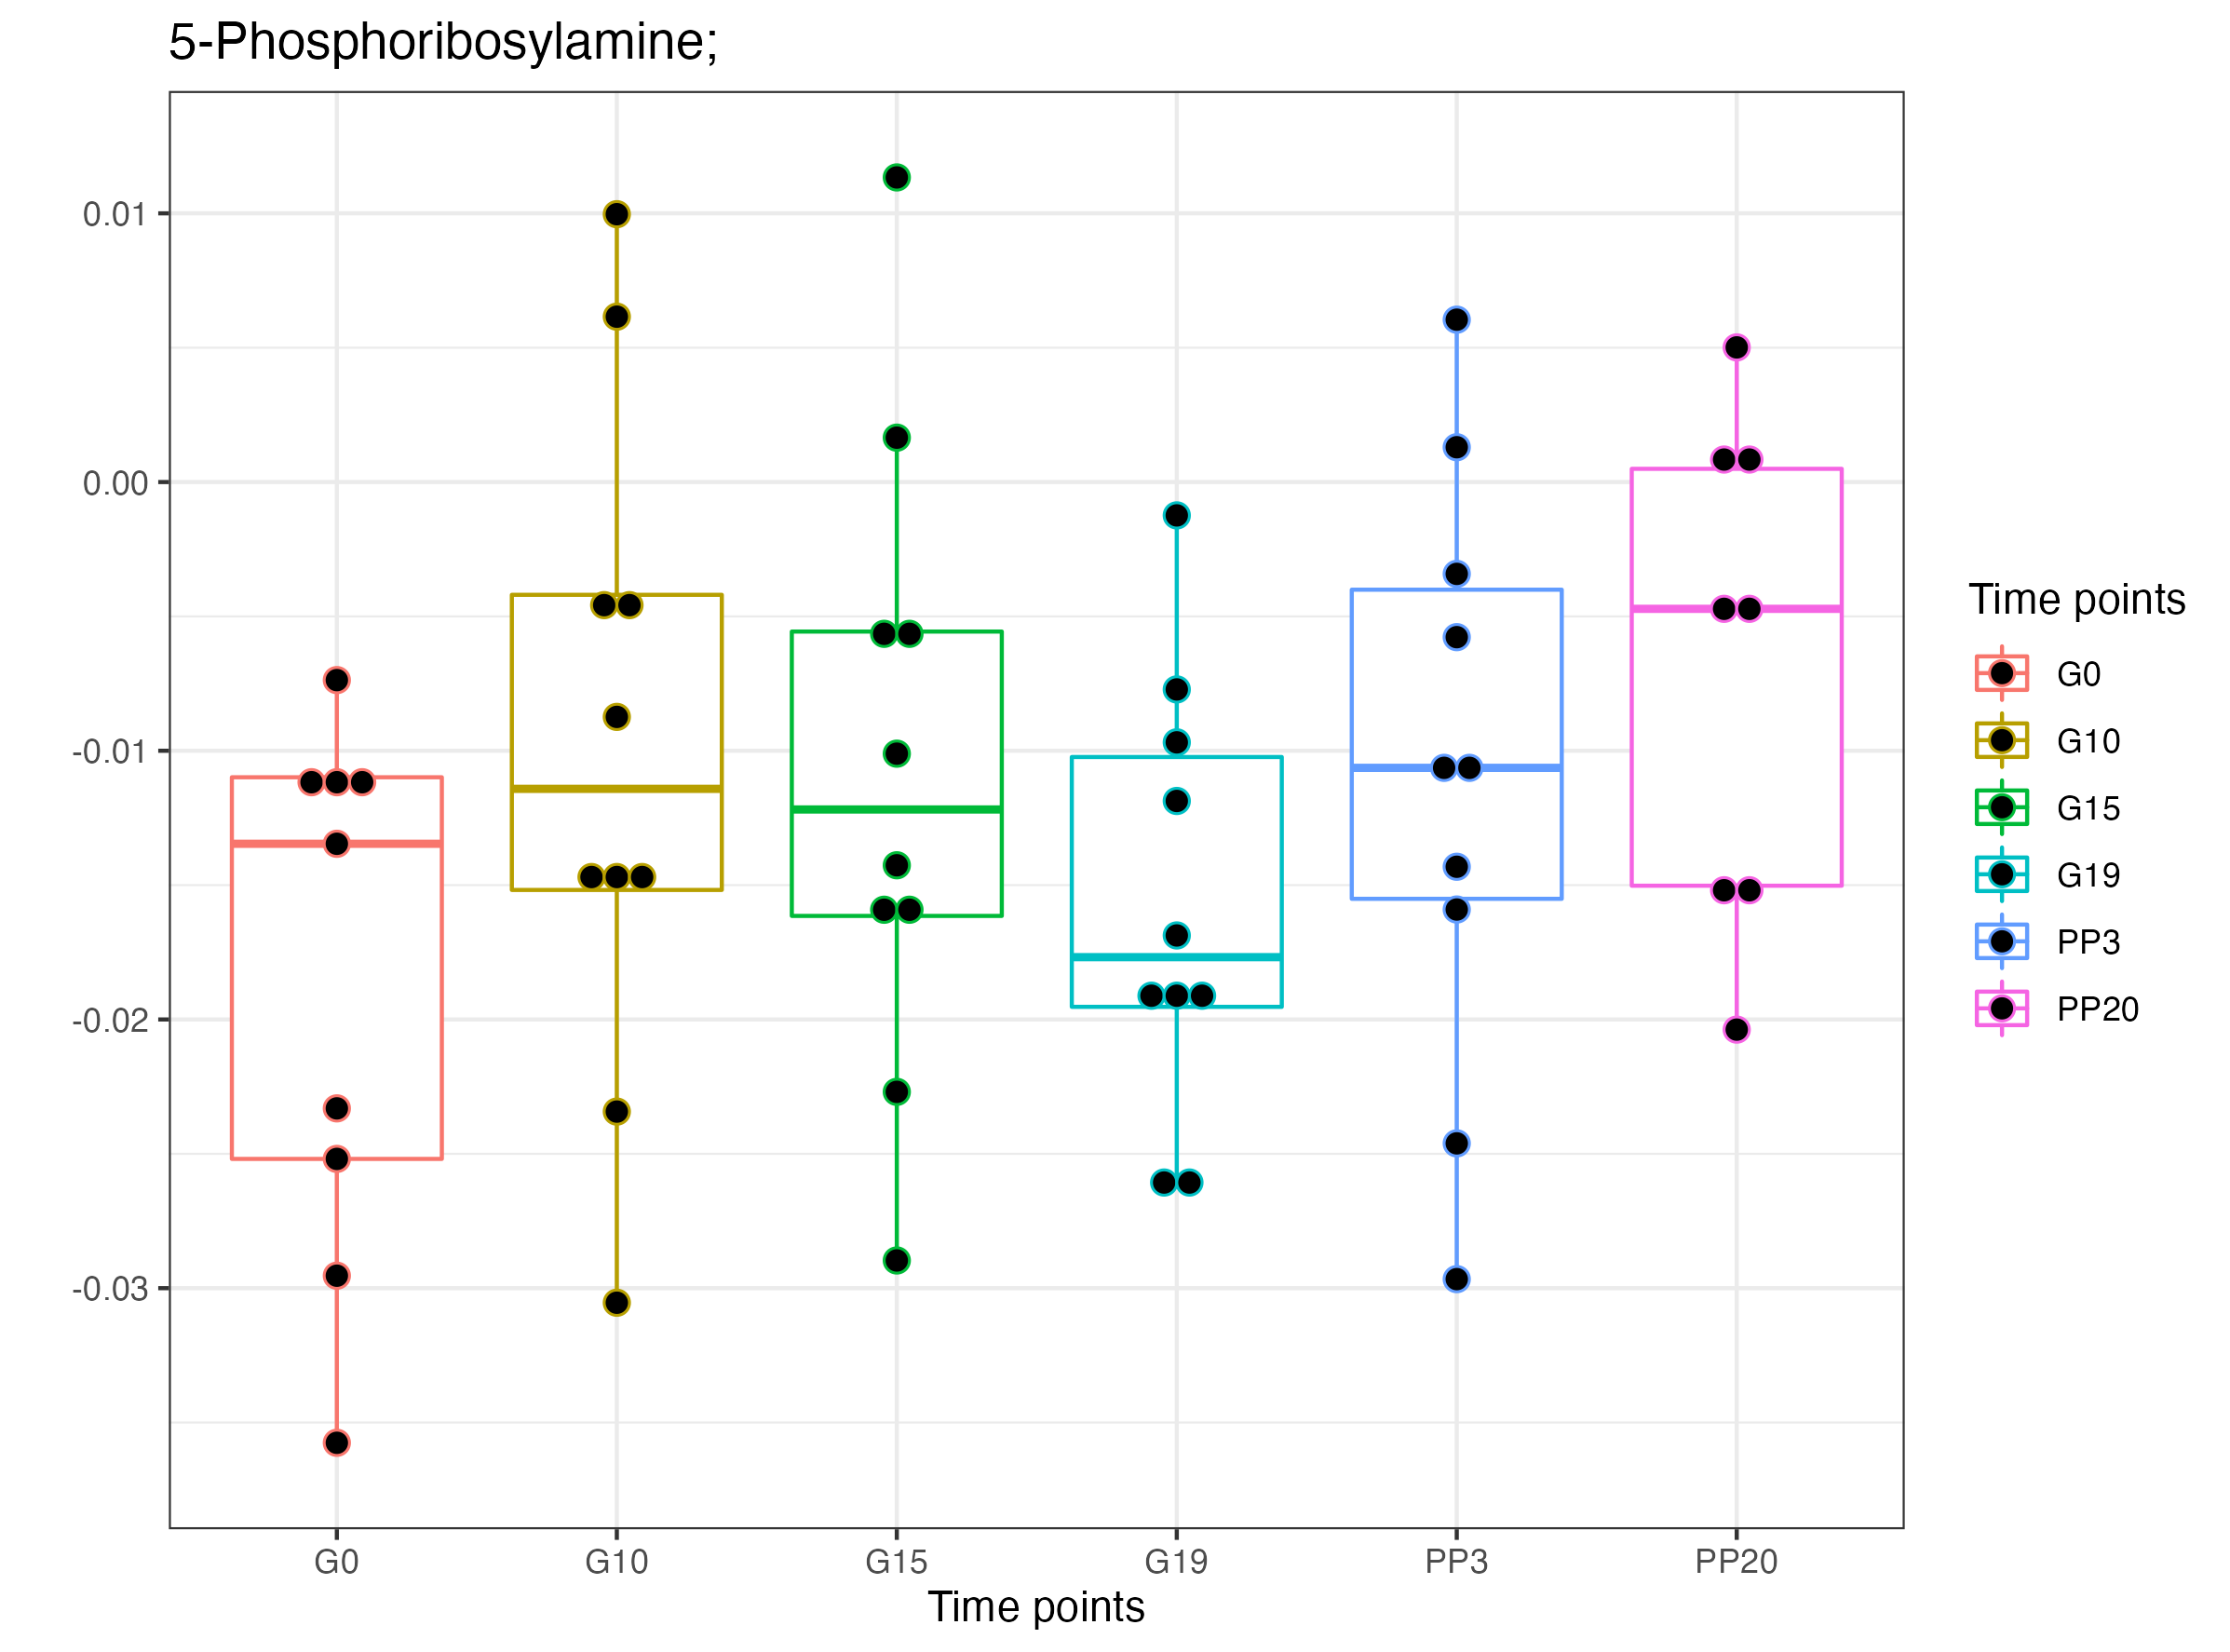 5-Phosphoribosylamine;
0.01
0.00
-0.01
-0.02
-0.03
G0 G10 G15 G19 PP3 PP20
Time points
Time points
G0
G10
G15
G19
PP3
PP20